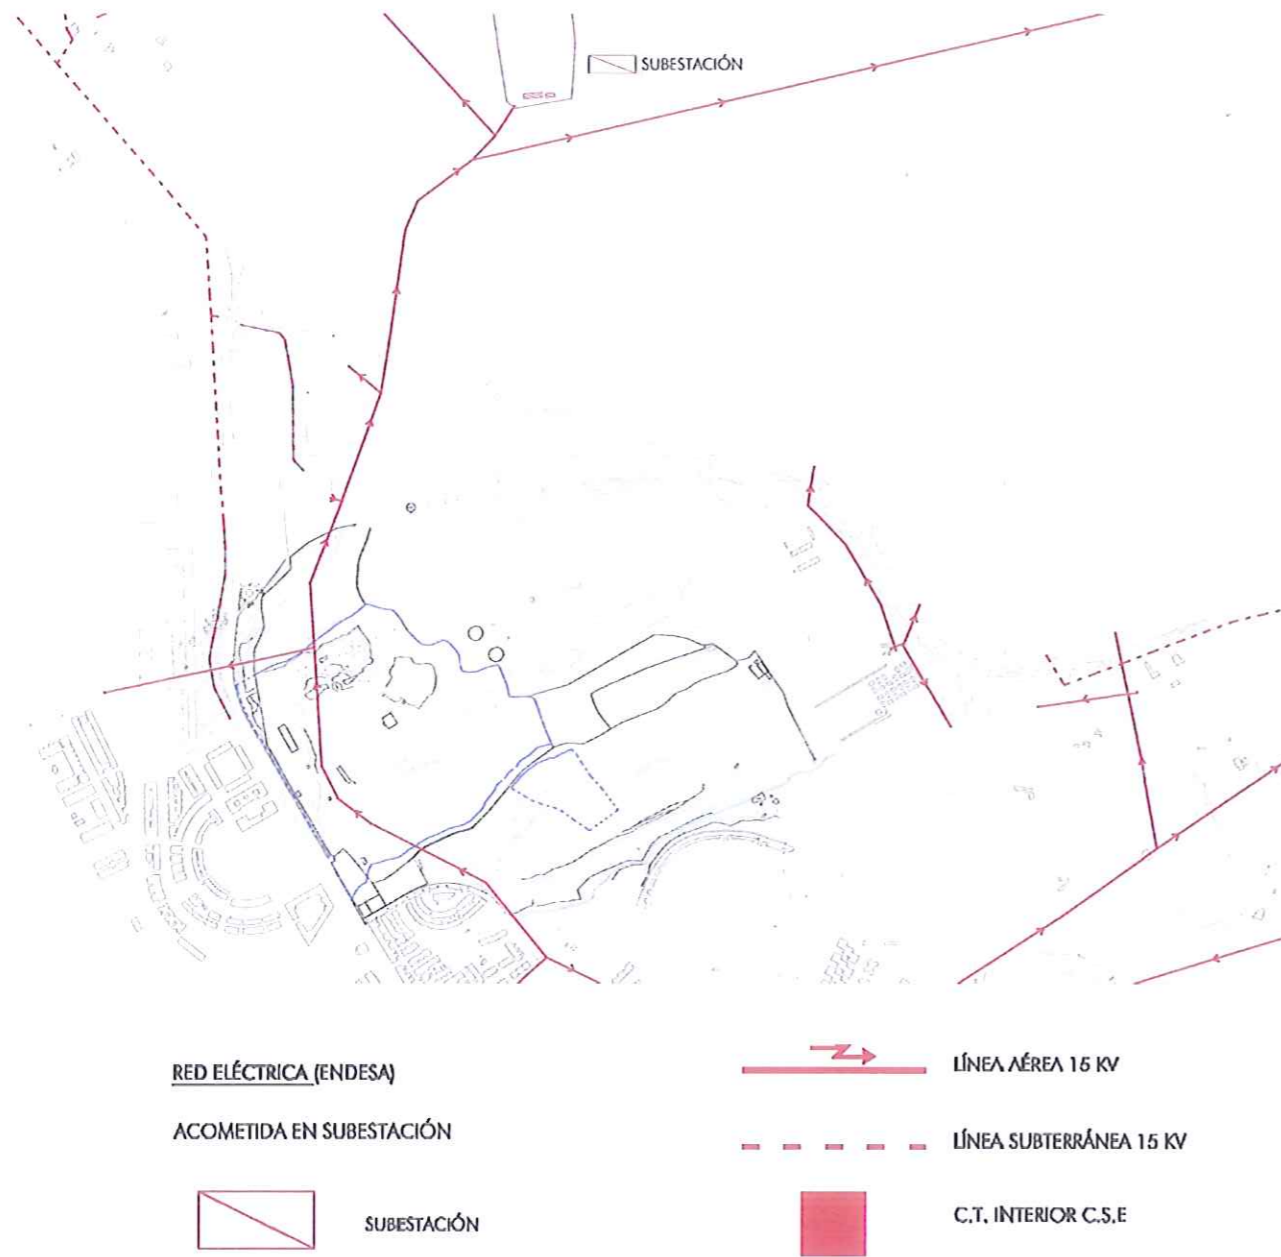 SUBESTACIÓN
RED ELÉCTRICA (ENDESA)
ACOMETIDA EN SUBESTACIÓN
SUBESTACIÓN
LÍNEA AÉREA 15 KV
LÍNEA SUBTERRÁNEA 15 KV
C.T. INTERIOR C.S.E